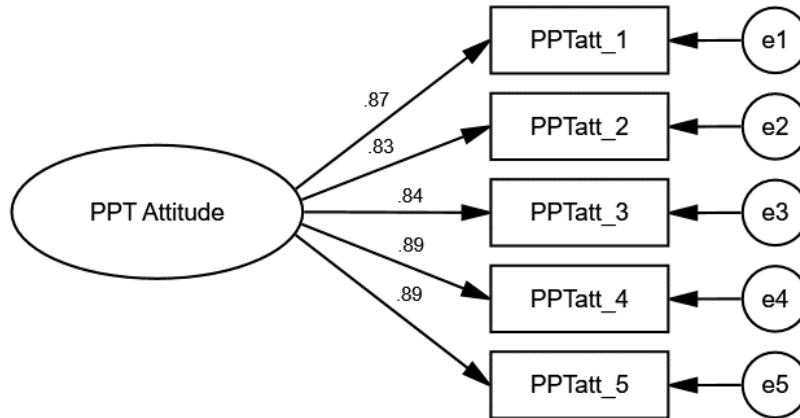 PPTatt_1
e1
.87
PPTatt_2
e2
.83
PPT Attitude
.84
PPTatt_3
e3
.89
PPTatt_4
e4
.89
PPTatt_5
e5